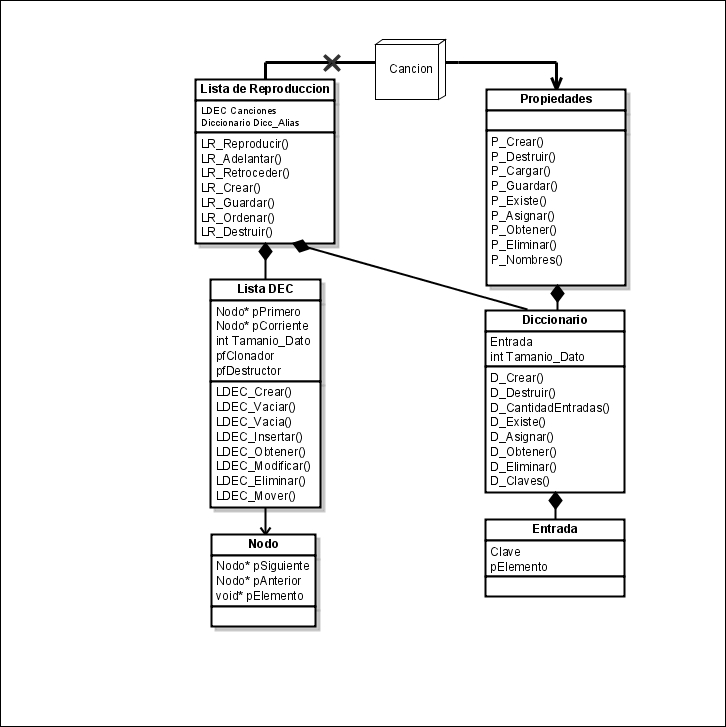 Cancion
Lista de Reproduccion
LDEC Canciones
Diccionario Dicc_Alias
LR_Reproducir()
LR_Adelantar()
LR_Retroceder()
LR_Crear()
LR_Guardar()
LR_Ordenar()
LR_Destruir()
Propiedades
P_Crear()
P_Destruir()
P_Cargar()
P_Guardar()
P_Existe()
P_Asignar()
P_Obtener()
P_Eliminar()
P_Nombres()
Lista DEC
Nodo* pPrimero
Nodo* pCorriente
int Tamanio_Dato
pfClonador
pfDestructor
LDEC_Crear()
LDEC_Vaciar()
LDEC_Vacia()
LDEC_Insertar()
LDEC_Obtener()
LDEC_Modificar()
LDEC_Eliminar()
LDEC_Mover()
Diccionario
Entrada
int Tamanio_Dato
D_Crear()
D_Destruir()
D_CantidadEntradas()
D_Existe()
D_Asignar()
D_Obtener()
D_Eliminar()
D_Claves()
Nodo
Nodo* pSiguiente
Nodo* pAnterior
void* pElemento
Entrada
Clave
pElemento